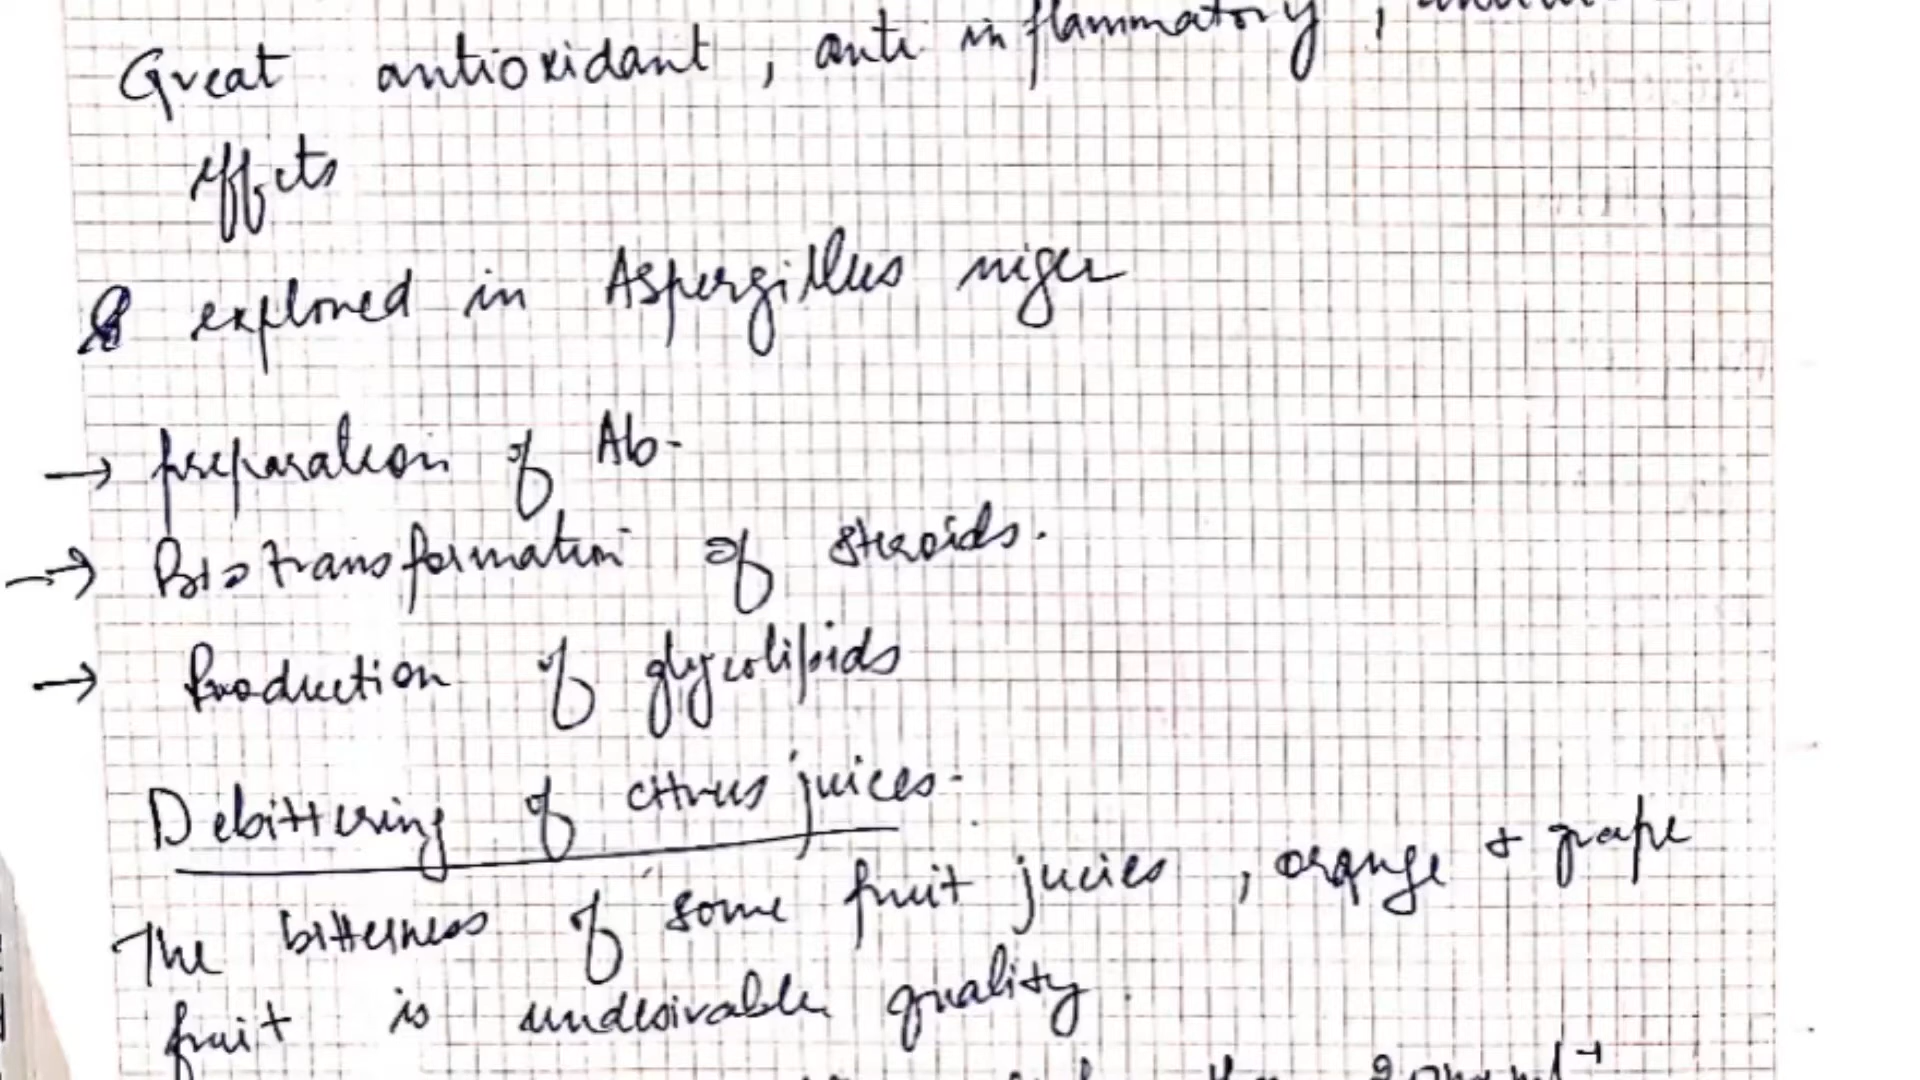 Great antioxidant, anti inflammatory,
effects
explored in Aspergillus niger
→ preparation of Ab-
→ Biotransformation of steroids.
→ Production of glycolipids
Debittering of citrus juices-
The bitterness of some fruit jucies, orange & grape
fruit is undesirable quality.